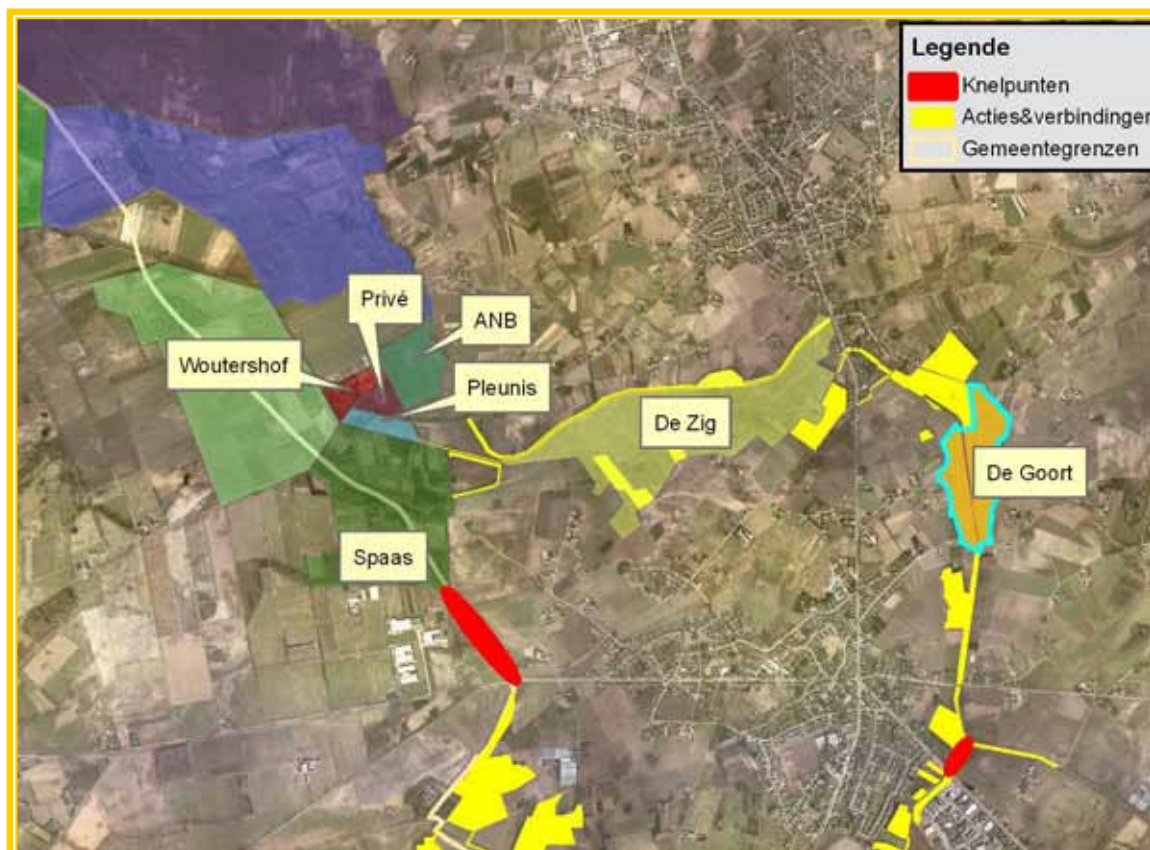 Legende
Knelpunten
Acties&verbindingen
Gemeentegrenzen
Privé
ANB
Woutershof
Pleunis
De Zig
De Goort
Spaas